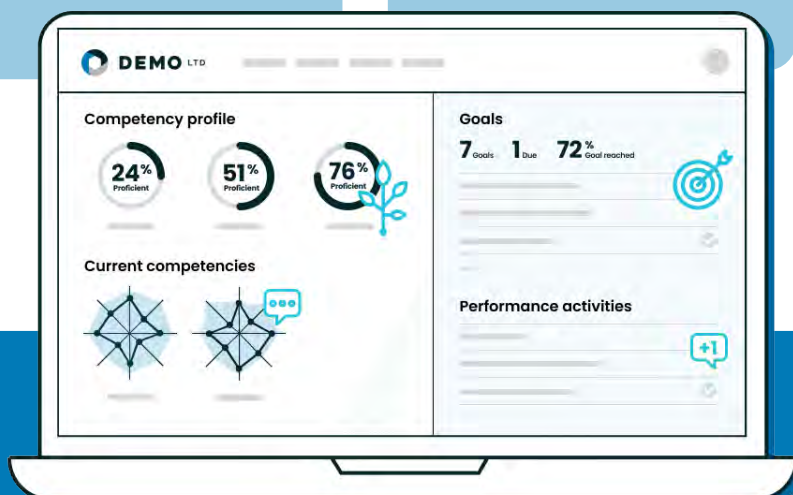 DEMO LTD
Competency profile
24% Proficient
51% Proficient
76% Proficient
Current competencies
Goals
7 Goals 1 Due 72% Goal reached
Performance activities
+1